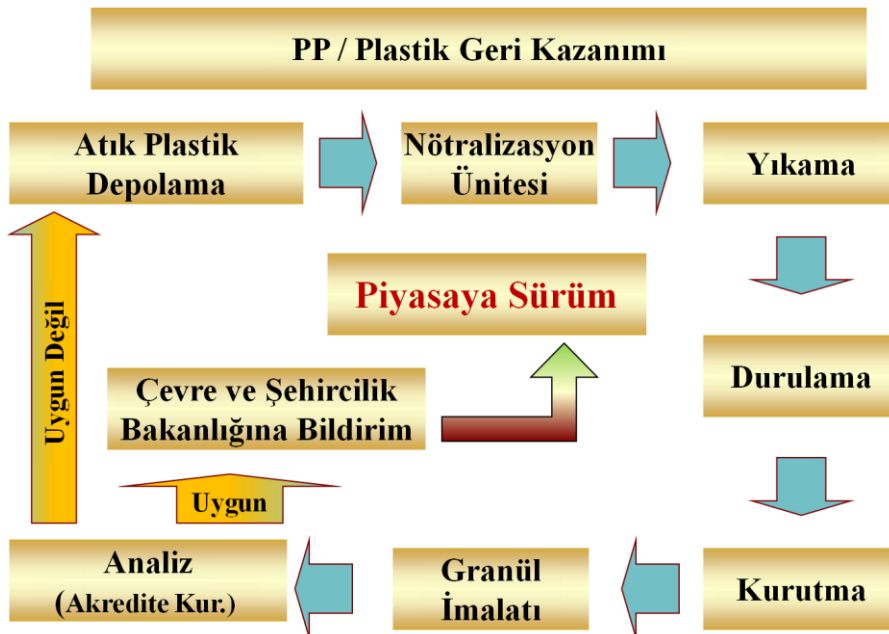 PP / Plastik Geri Kazanımı
Atık Plastik
Depolama
Nötralizasyon
Ünitesi
Yıkama
Piyasaya Sürüm
Uygun Değil
Çevre ve Şehircilik
Bakanlığına Bildirim
Durulama
Uygun
Analiz
(Akredite Kur.)
Granül
İmalatı
Kurutma